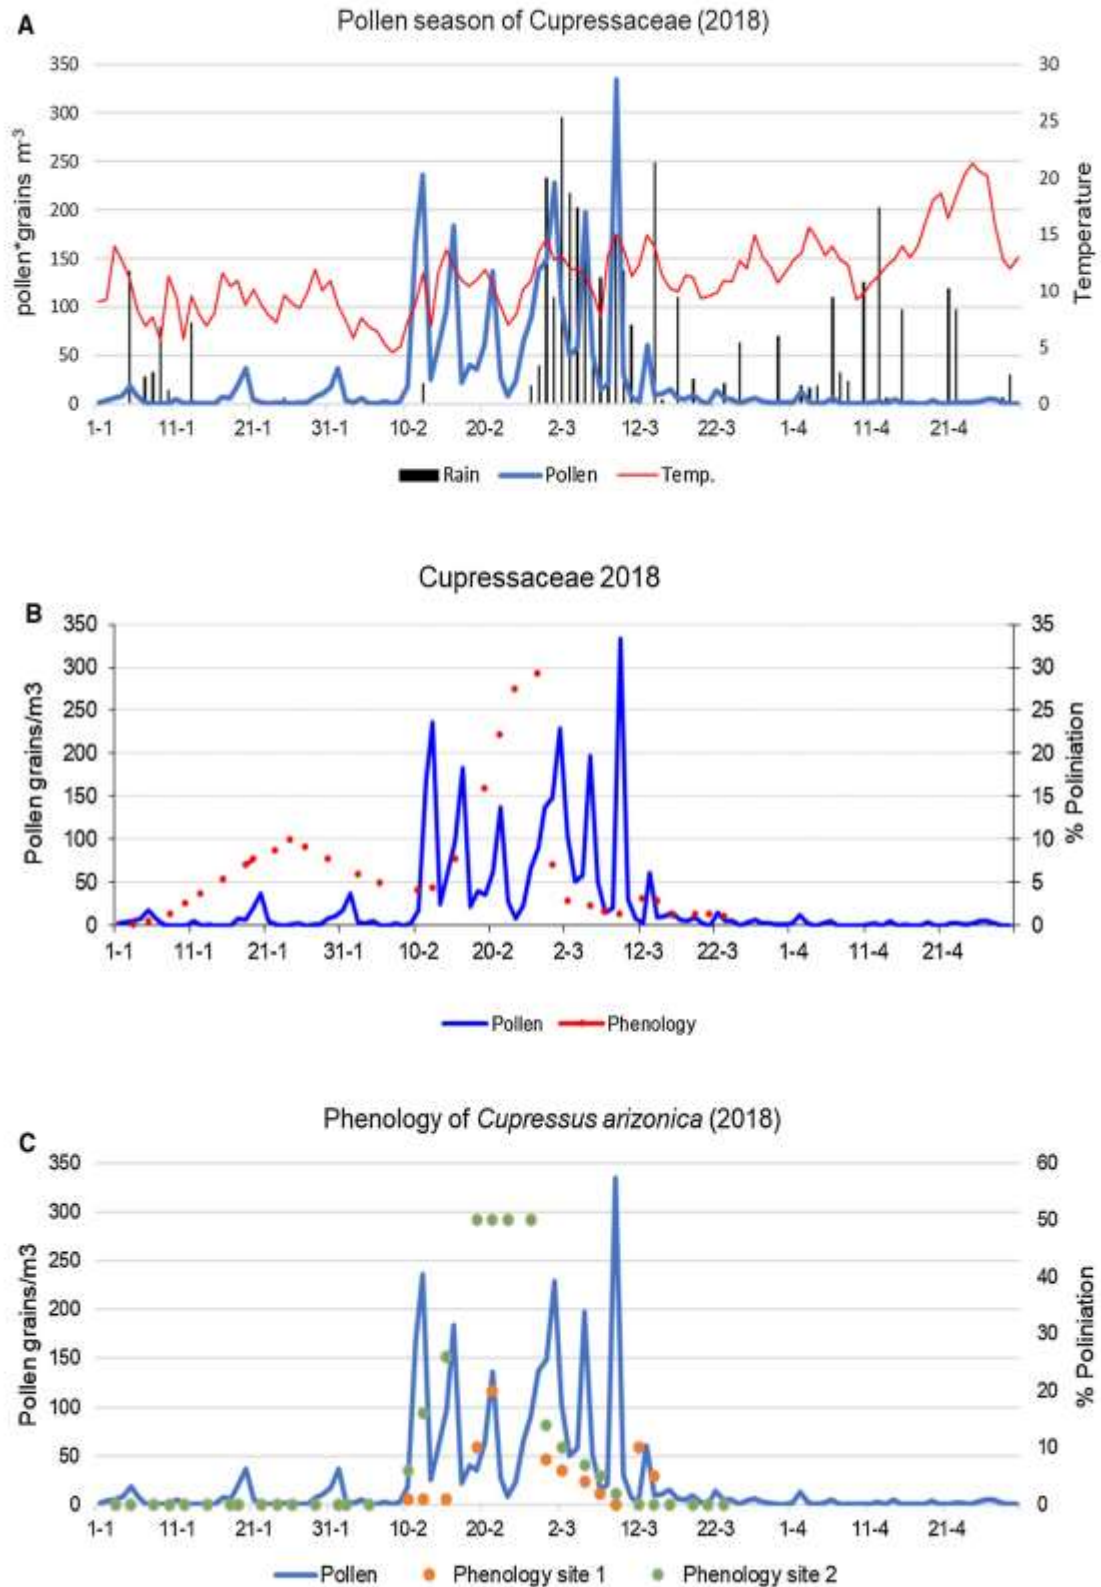 A
Pollen season of Cupressaceae (2018)
350 30
300 25
250 20
200
150 15
100 10
50 5
0 0
pollen*grains m-3
Temperature
1-1 11-1 21-1 31-1 10-2 20-2 2-3 12-3 22-3 1-4 11-4 21-4
Rain Pollen Temp.
Cupressaceae 2018
B
350 35
300 30
250 25
200 20
150 15
100 10
50 5
0 0
Pollen grains/m3
% Poliniation
1-1 11-1 21-1 31-1 10-2 20-2 2-3 12-3 22-3 1-4 11-4 21-4
Pollen Phenology
Phenology of Cupressus arizonica (2018)
C
350 60
300 50
250 40
200
150 30
100 20
50 10
0 0
Pollen grains/m3
% Poliniation
1-1 11-1 21-1 31-1 10-2 20-2 2-3 12-3 22-3 1-4 11-4 21-4
Pollen Phenology site 1 Phenology site 2